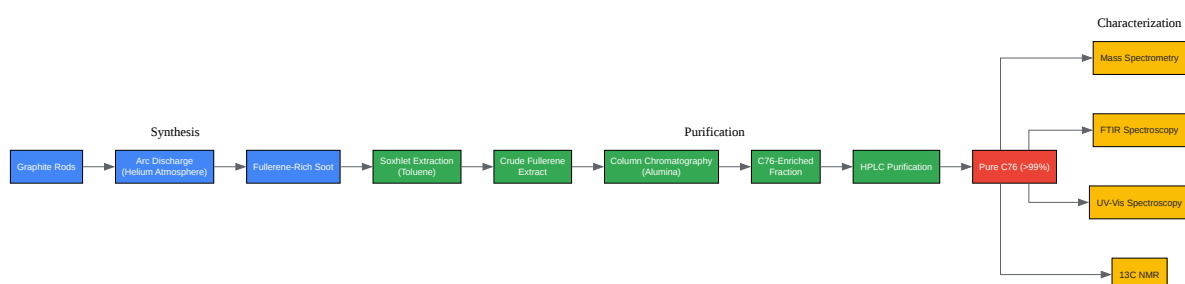 Characterization
Mass Spectrometry
FTIR Spectroscopy
Synthesis
Purification
Graphite Rods
Arc Discharge
(Helium Atmosphere)
Fullerene-Rich Soot
Soxhlet Extraction
(Toluene)
Crude Fullerene
Extract
Column Chromatography
(Alumina)
C76-Enriched
Fraction
HPLC Purification
Pure C76 (>99%)
UV-Vis Spectroscopy
13C NMR